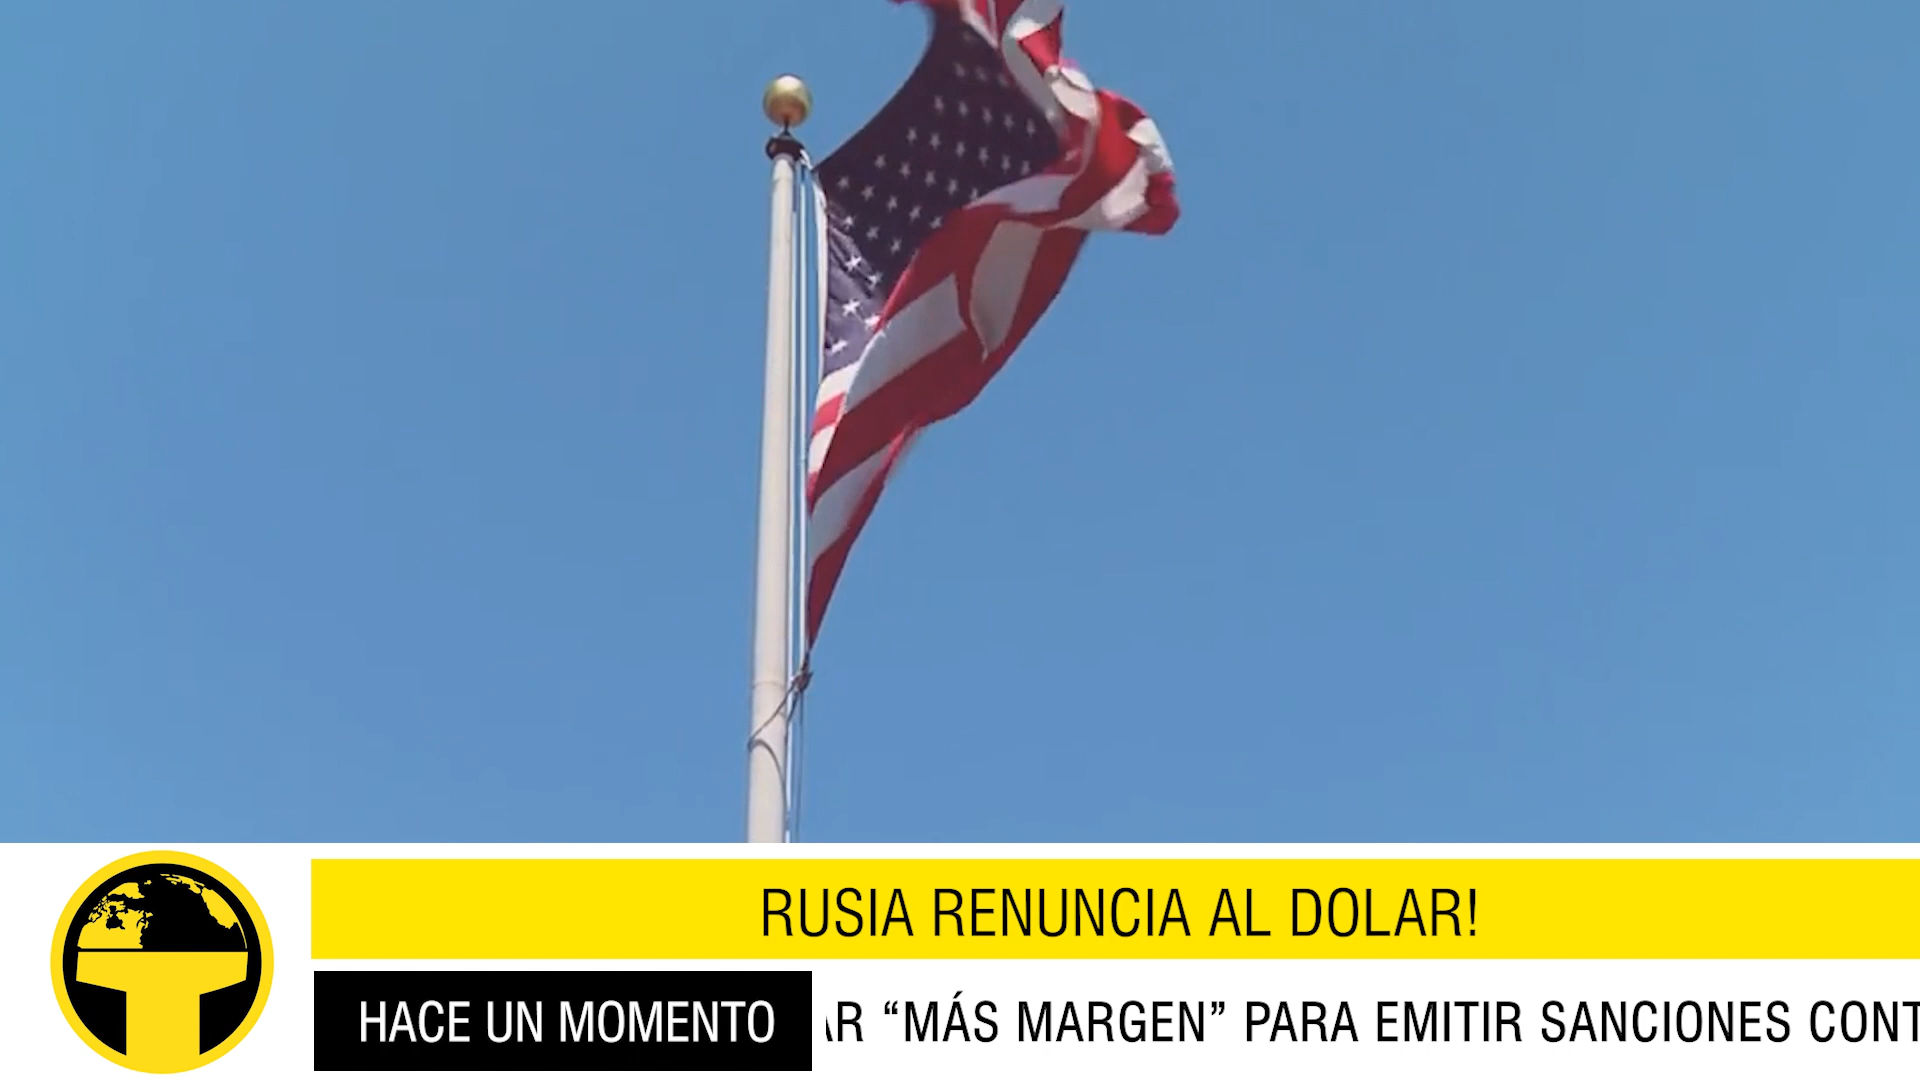 RUSIA RENUNCIA AL DOLAR!
HACE UN MOMENTO
“MÁS MARGEN” PARA EMITIR SANCIONES